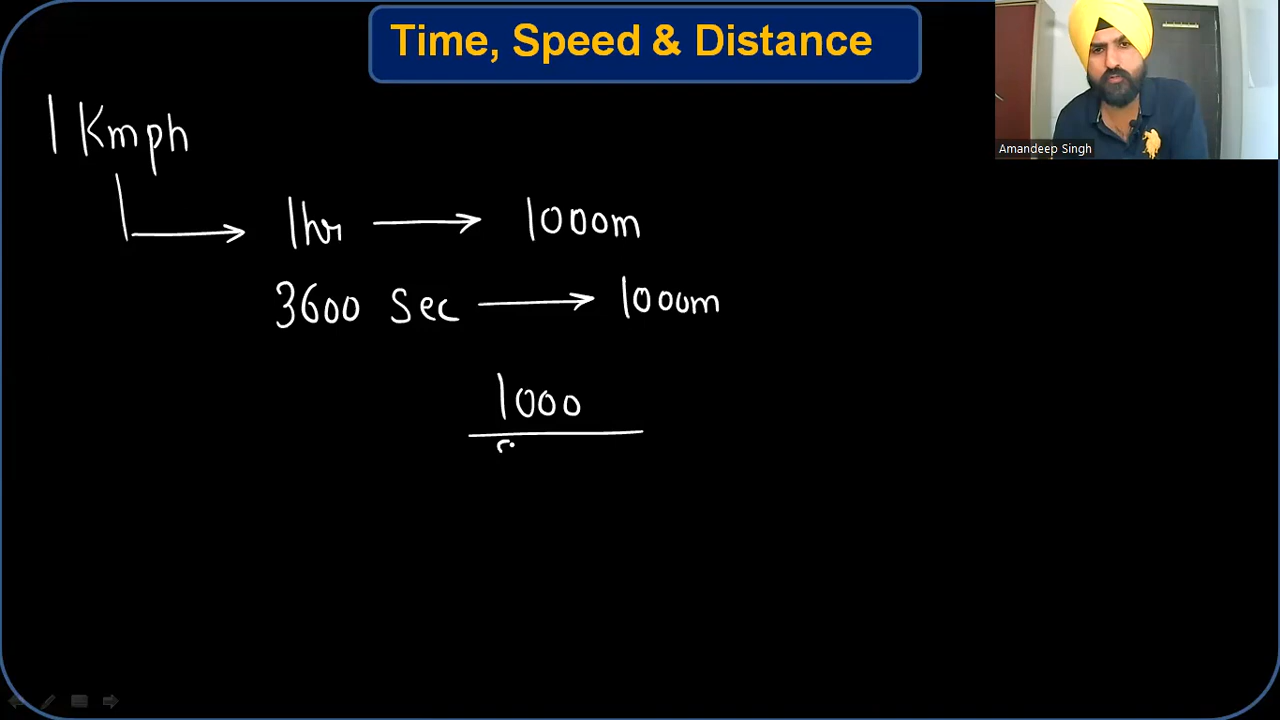 Time, Speed & Distance
Amandeep Singh
1 Kmph
1hr → 1000m
3600 Sec → 1000m
1000